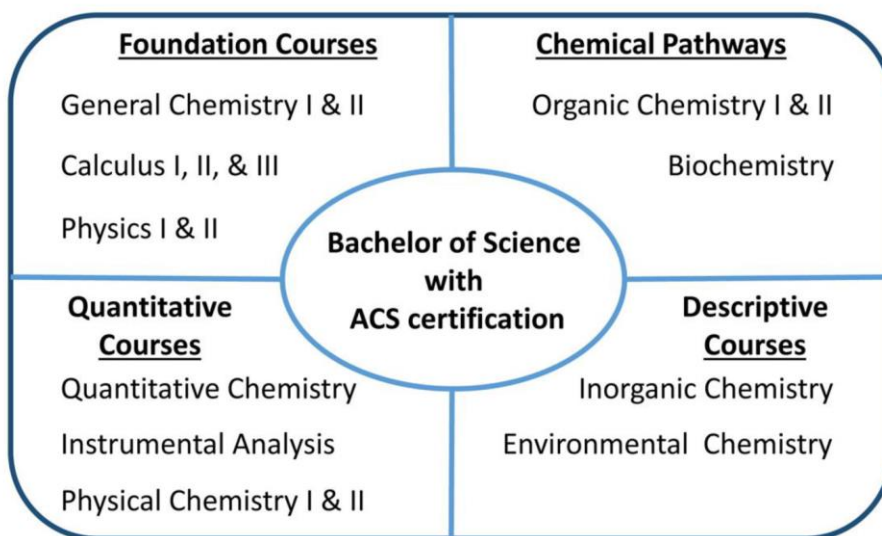 Foundation Courses
General Chemistry I & II
Calculus I, II, & III
Physics I & II
Chemical Pathways
Organic Chemistry I & II
Biochemistry
Bachelor of Science
with
ACS certification
Quantitative
Courses
Quantitative Chemistry
Instrumental Analysis
Physical Chemistry I & II
Descriptive
Courses
Inorganic Chemistry
Environmental Chemistry